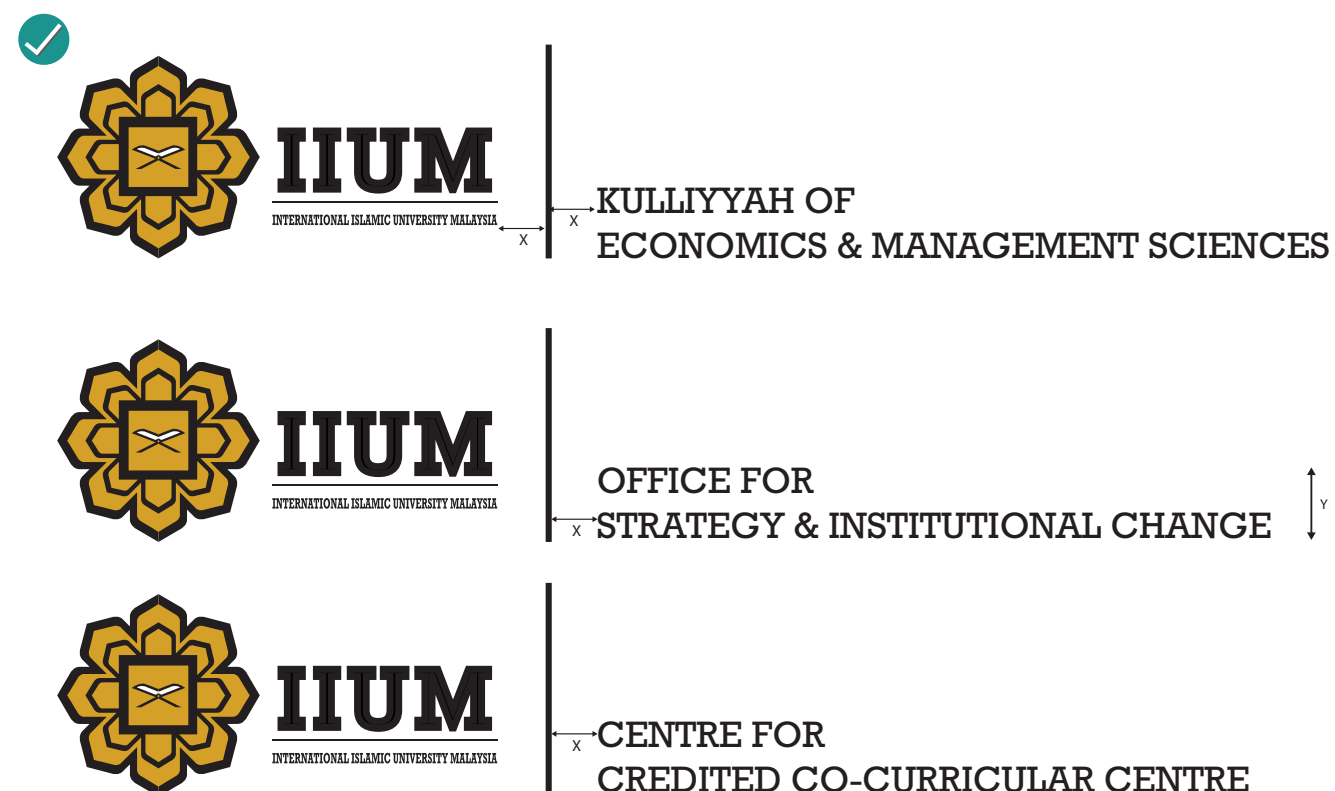 IIUM
INTERNATIONAL ISLAMIC UNIVERSITY MALAYSIA
X
X
KULLIYYAH OF
ECONOMICS & MANAGEMENT SCIENCES
IIUM
INTERNATIONAL ISLAMIC UNIVERSITY MALAYSIA
X
OFFICE FOR
STRATEGY & INSTITUTIONAL CHANGE
Y
IIUM
INTERNATIONAL ISLAMIC UNIVERSITY MALAYSIA
X
CENTRE FOR
CREDITED CO-CURRICULAR CENTRE